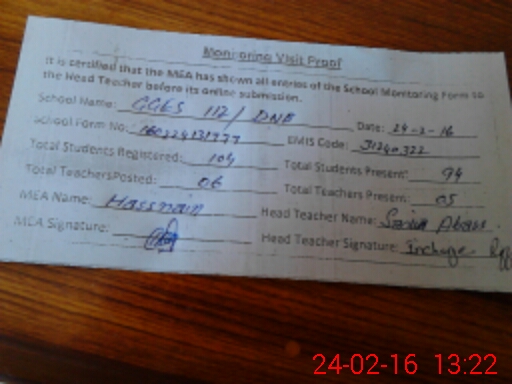 Monitoring Visit Proof
It is certified that the MEA has shown all entries of the School Monitoring Form to
the Head Teacher before its online submission.
School Name: GGES 117/ DNB Date: 24-2-16
School Form No: EMIS Code: 31240322
Total Students Registered: 104 Total Students Present: 94
Total TeachersPosted: 06 Total Teachers Present: 05
MEA Name: Hassnain Head Teacher Name:
MEA Signature: Head Teacher Signature: Incharge
24-02-16 13:22